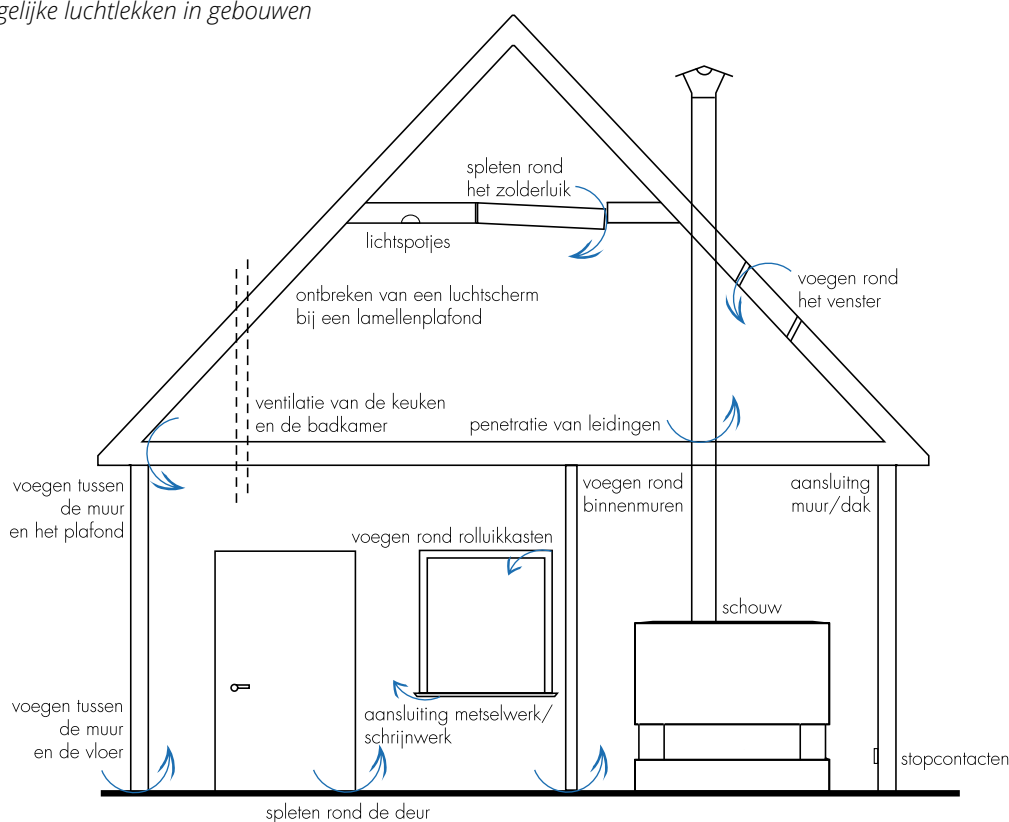 gelijke luchtlekken in gebouwen
spleten rond
het zolderluik
lichtspotjes
ontbreken van een luchtscherm
bij een lamellenplafond
voegen rond
het venster
ventilatie van de keuken
en de badkamer
penetratie van leidingen
voegen tussen
de muur
en het plafond
voegen rond
binnenmuren
aansluitng
muur/dak
voegen rond rolluikkasten
schouw
voegen tussen
de muur
en de vloer
aansluiting metselwerk/
schrijnwerk
stopcontacten
spleten rond de deur